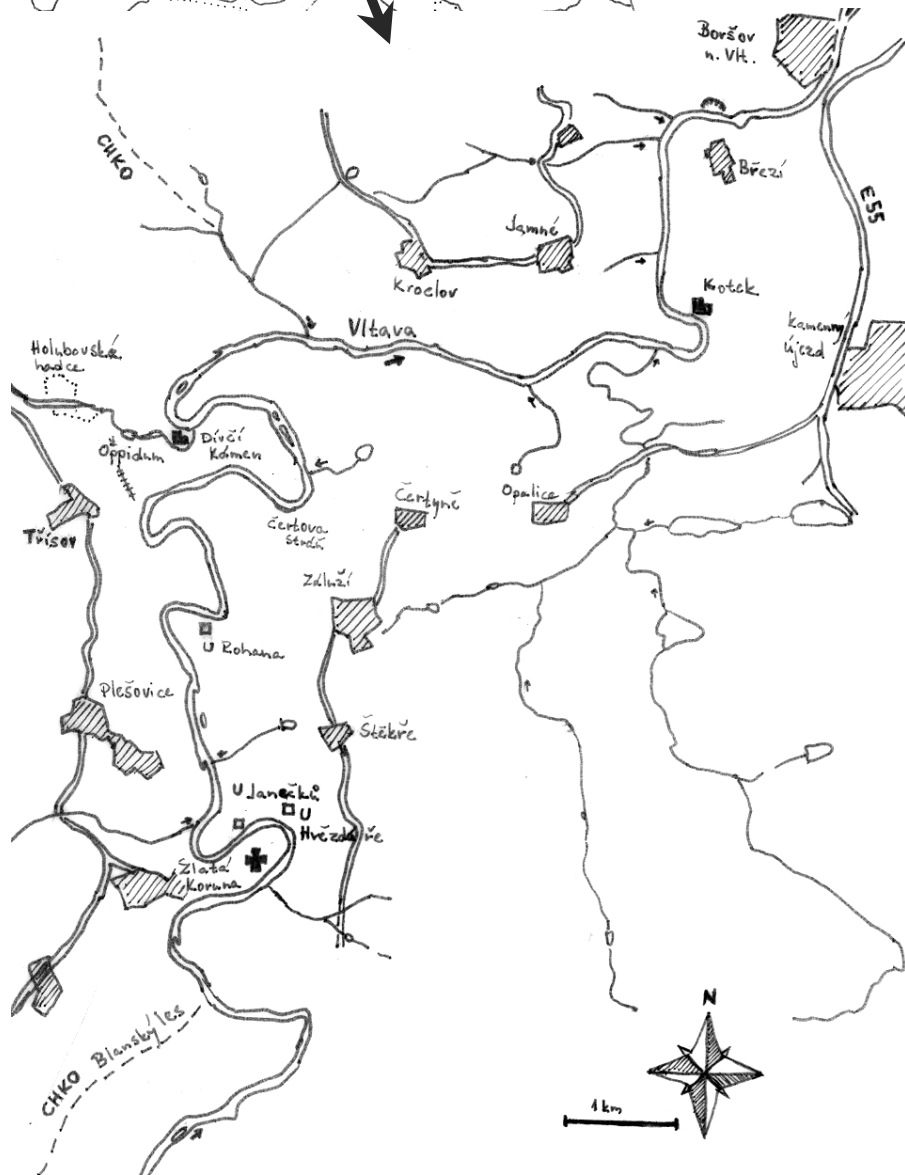 Boršov
n. Vlt.
CHKO
Březí
E55
Jamné
Kroclov
Kotek
Vltava
Kamenný
Újezd
Holubovské
hadce
Oppidum
Dívčí
Kámen
Opalice
Čertyně
Třísov
Čertova
Stráň
Záluží
U Rohana
Plešovice
Štěkře
U Janečků
U
Hvězdáře
Zlatá
Koruna
CHKO Blanský les
N
1 km